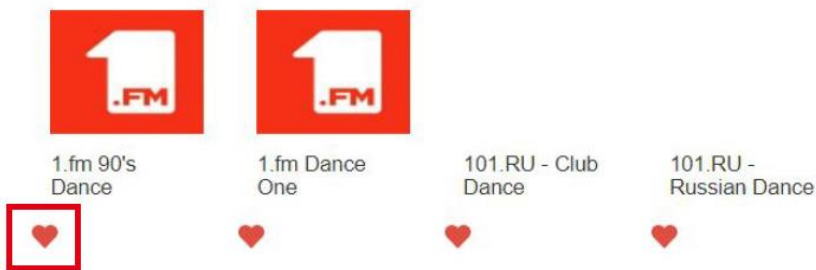 .FM
.FM
1.fm 90's
Dance
1.fm Dance
One
101.RU - Club
Dance
101.RU -
Russian Dance